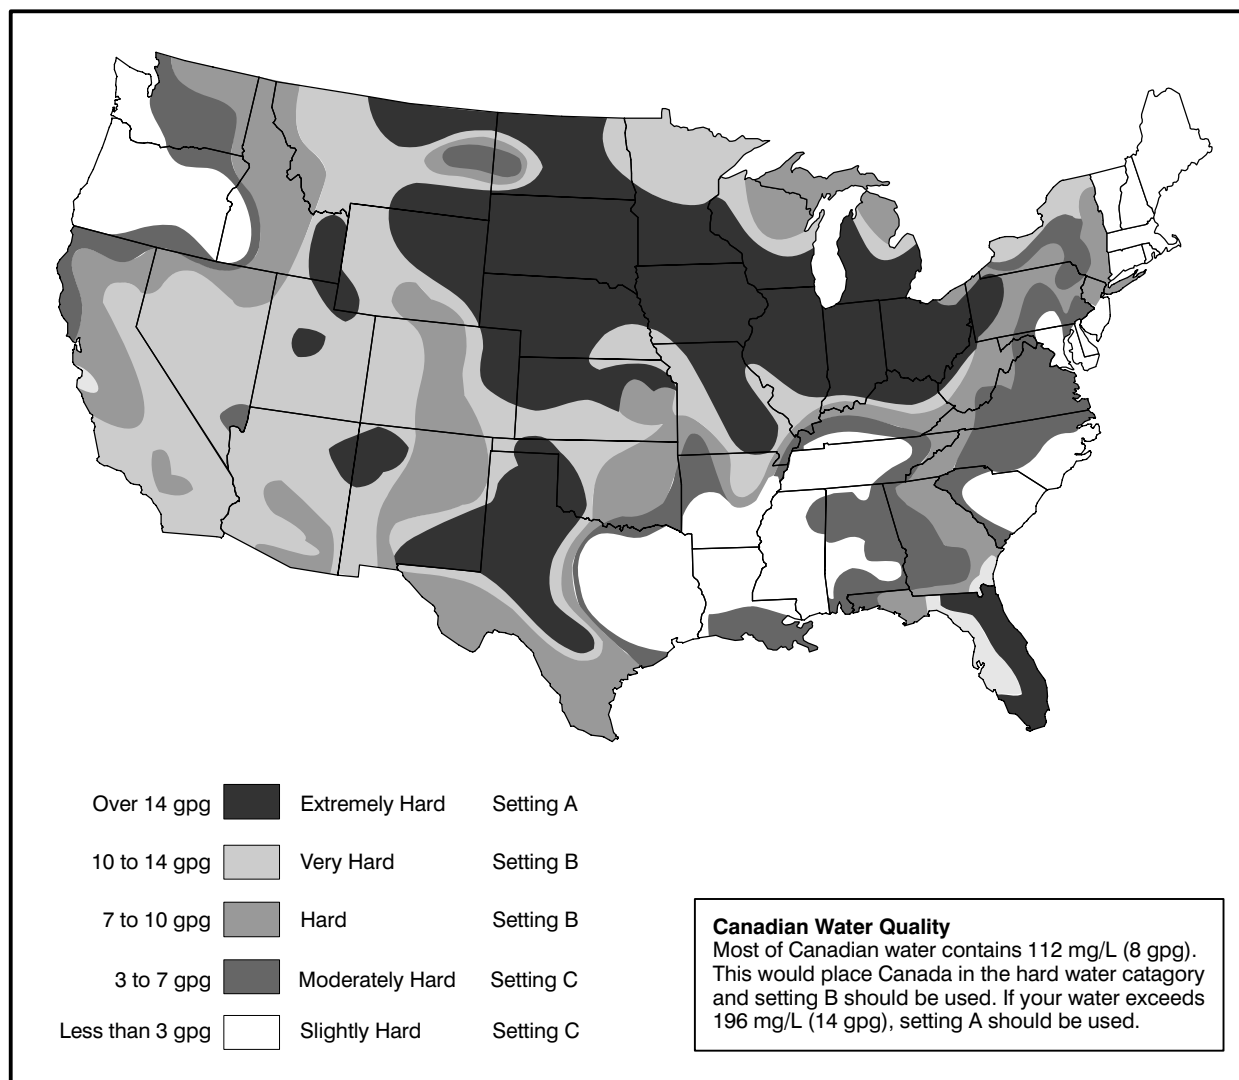 Over 14 gpg Extremely Hard Setting A
10 to 14 gpg Very Hard Setting B
7 to 10 gpg Hard Setting B
3 to 7 gpg Moderately Hard Setting C
Less than 3 gpg Slightly Hard Setting C
Canadian Water Quality
Most of Canadian water contains 112 mg/L (8 gpg).
This would place Canada in the hard water catagory
and setting B should be used. If your water exceeds
196 mg/L (14 gpg), setting A should be used.